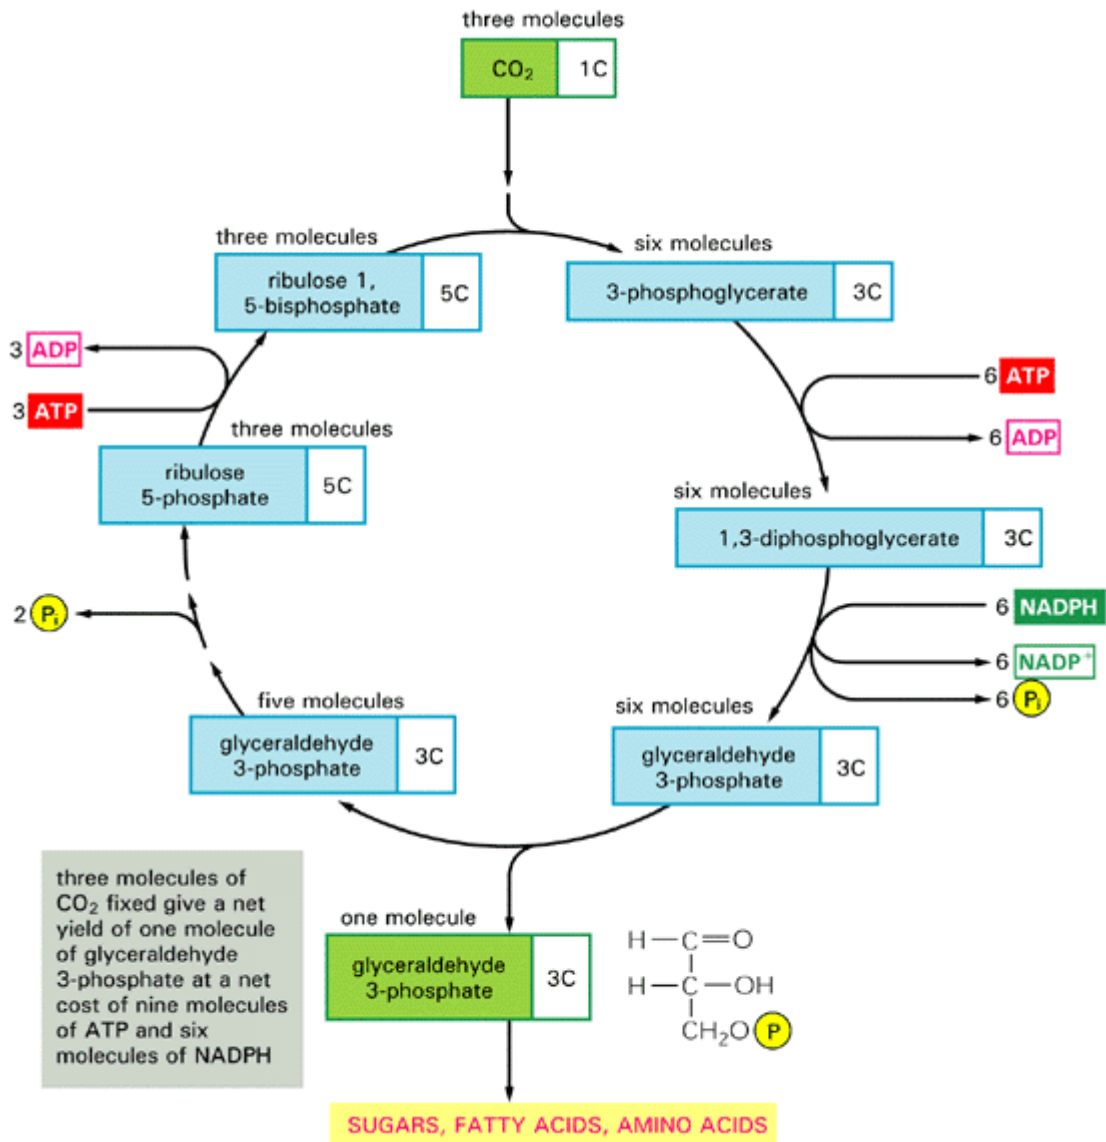 three molecules
CO₂ 1C
three molecules
ribulose 1,
5-bisphosphate
5C
six molecules
3-phosphoglycerate 3C
3 ADP
3 ATP
6 ATP
6 ADP
three molecules
ribulose
5-phosphate
5C
six molecules
1,3-diphosphoglycerate 3C
2 Pᵢ
6 NADPH
6 NADP⁺
6 Pᵢ
five molecules
glyceraldehyde
3-phosphate
3C
six molecules
glyceraldehyde
3-phosphate
3C
three molecules of
CO₂ fixed give a net
yield of one molecule
of glyceraldehyde
3-phosphate at a net
cost of nine molecules
of ATP and six
molecules of NADPH
one molecule
glyceraldehyde
3-phosphate
3C
H—C=O
H—C—OH
CH₂O P
SUGARS, FATTY ACIDS, AMINO ACIDS